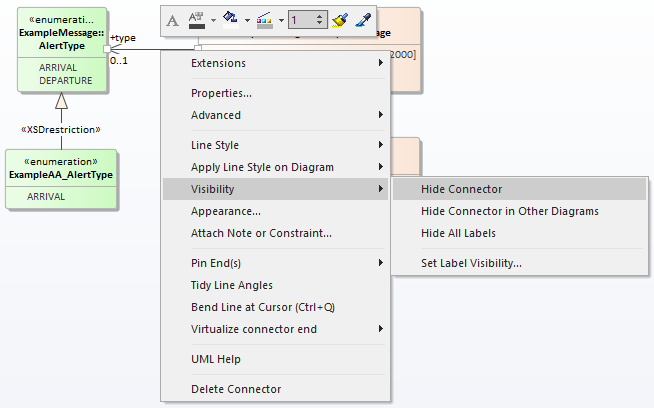 «enumerati...
ExampleMessage::
AlertType
ARRIVAL
DEPARTURE
+type
0..1
A
1
2000]
«XSDrestriction»
«enumeration»
ExampleAA_AlertType
ARRIVAL
Extensions
Properties...
Advanced
Line Style
Apply Line Style on Diagram
Visibility
Appearance...
Attach Note or Constraint...
Pin End(s)
Tidy Line Angles
Bend Line at Cursor (Ctrl+Q)
Virtualize connector end
UML Help
Delete Connector
Hide Connector
Hide Connector in Other Diagrams
Hide All Labels
Set Label Visibility...